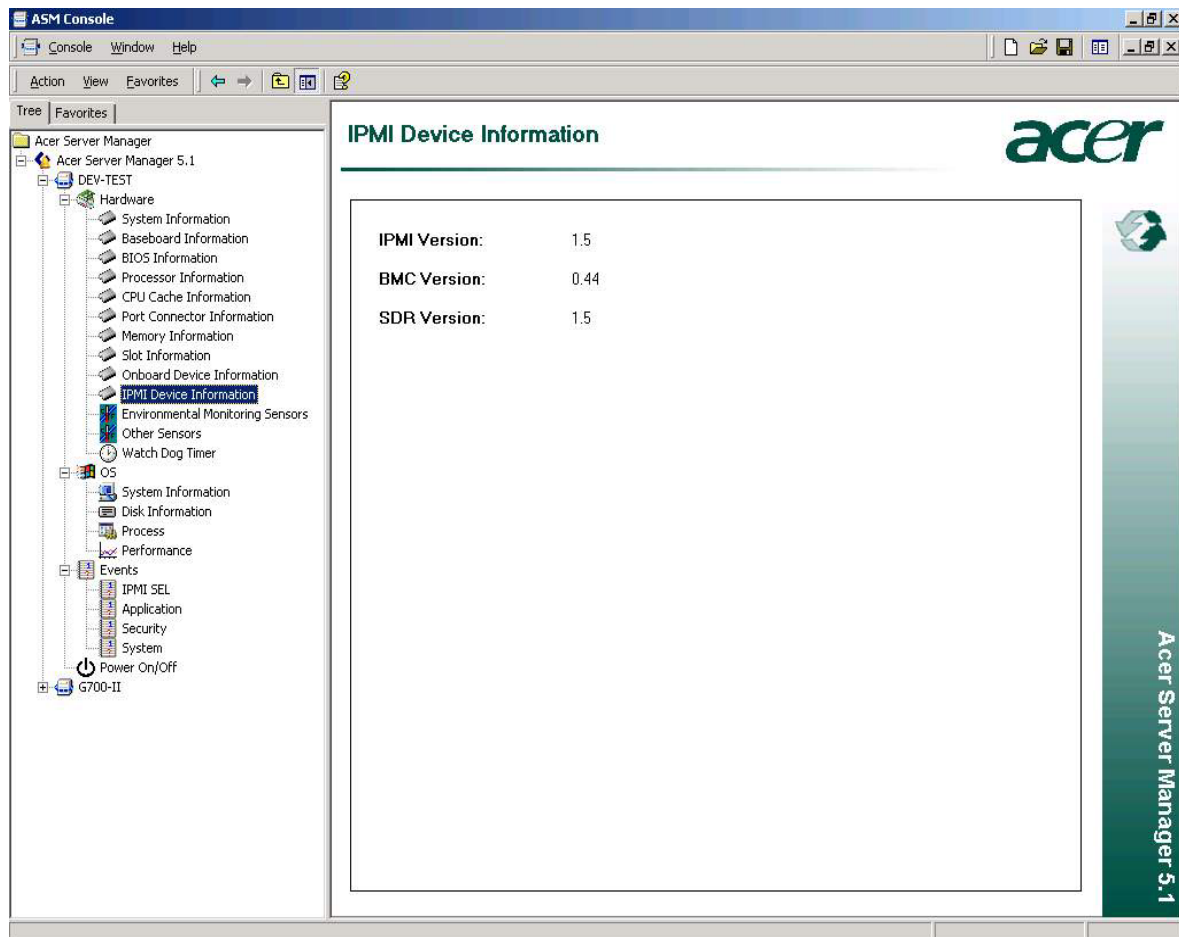 ASM Console
Console Window Help
Action View Favorites
Tree Favorites
Acer Server Manager
Acer Server Manager 5.1
DEV-TEST
Hardware
System Information
Baseboard Information
BIOS Information
Processor Information
CPU Cache Information
Port Connector Information
Memory Information
Slot Information
Onboard Device Information
IPMI Device Information
Environmental Monitoring Sensors
Other Sensors
Watch Dog Timer
OS
System Information
Disk Information
Process
Performance
Events
IPMI SEL
Application
Security
System
Power On/Off
G700-II
IPMI Device Information
acer
IPMI Version: 1.5
BMC Version: 0.44
SDR Version: 1.5
Acer Server Manager 5.1